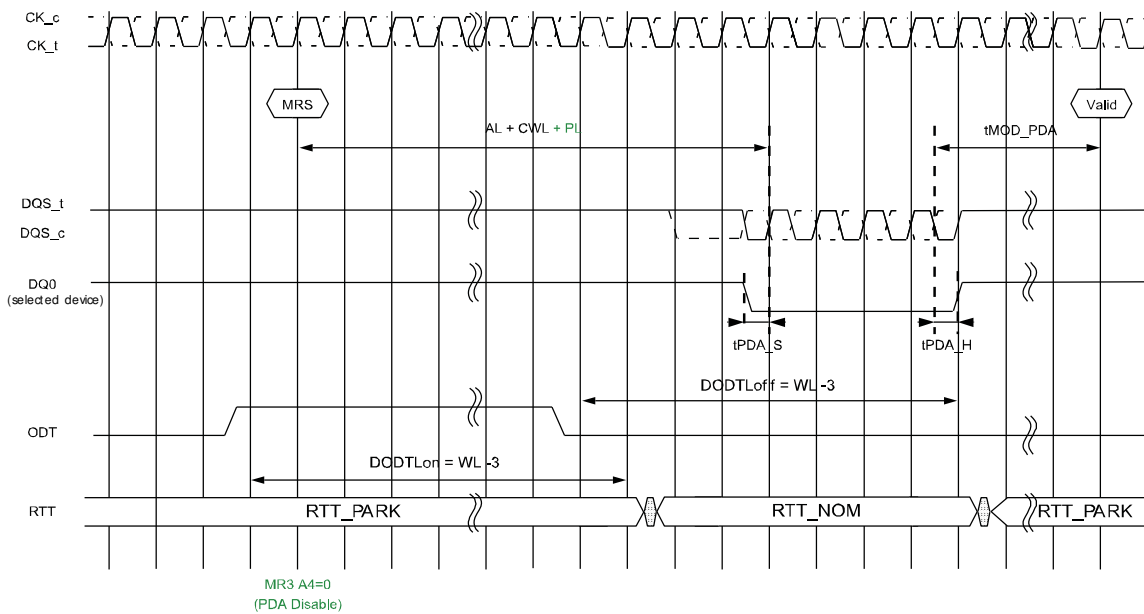 CK_c
CK_t
MRS
Valid
AL + CWL + PL
tMOD_PDA
DQS_t
DQS_c
DQ0
(selected device)
tPDA_S
tPDA_H
DODTLoff = WL -3
ODT
DODTLon = WL -3
RTT
RTT_PARK
RTT_NOM
RTT_PARK
MR3 A4=0
(PDA Disable)